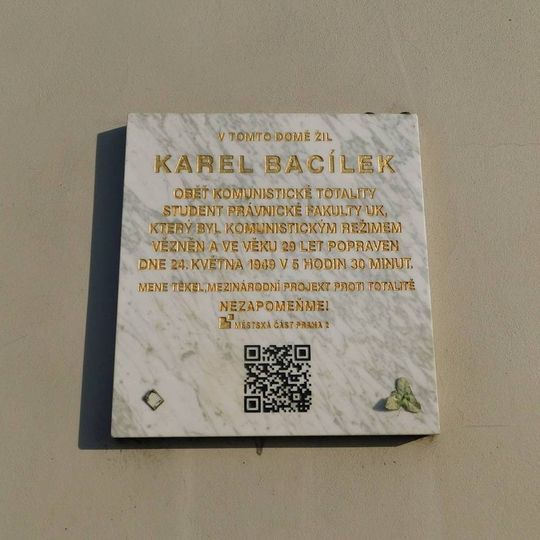 V TOMTO DOMĚ ŽIL
KAREL BACÍLEK
OBĚŤ KOMUNISTICKÉ TOTALITY
STUDENT PRÁVNICKÉ FAKULTY UK,
KTERÝ BYL KOMUNISTICKÝM REŽIMEM
VĚZNĚN A VE VĚKU 29 LET POPRAVEN
DNE 24. KVĚTNA 1949 V 5 HODIN 30 MINUT.
MENE TEKEL, MEZINÁRODNÍ PROJEKT PROTI TOTALITĚ
NEZAPOMEŇME!
MĚSTSKÁ ČÁST PRAHA 2